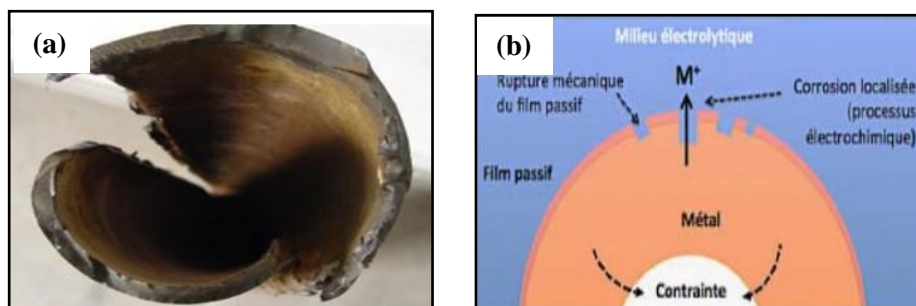 (a)
(b)
Milieu électrolytique
M⁺
Rupture mécanique
du film passif
Corrosion localisée
(processus
électrochimique)
Film passif
Métal
Contrainte